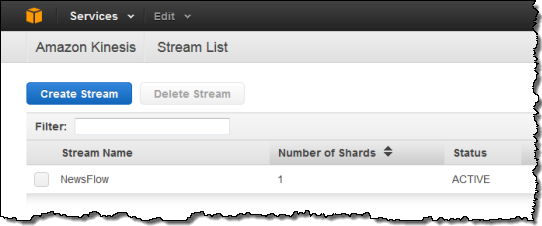 Services Edit
Amazon Kinesis Stream List
Create Stream Delete Stream
Filter:
Stream Name Number of Shards Status
NewsFlow 1 ACTIVE